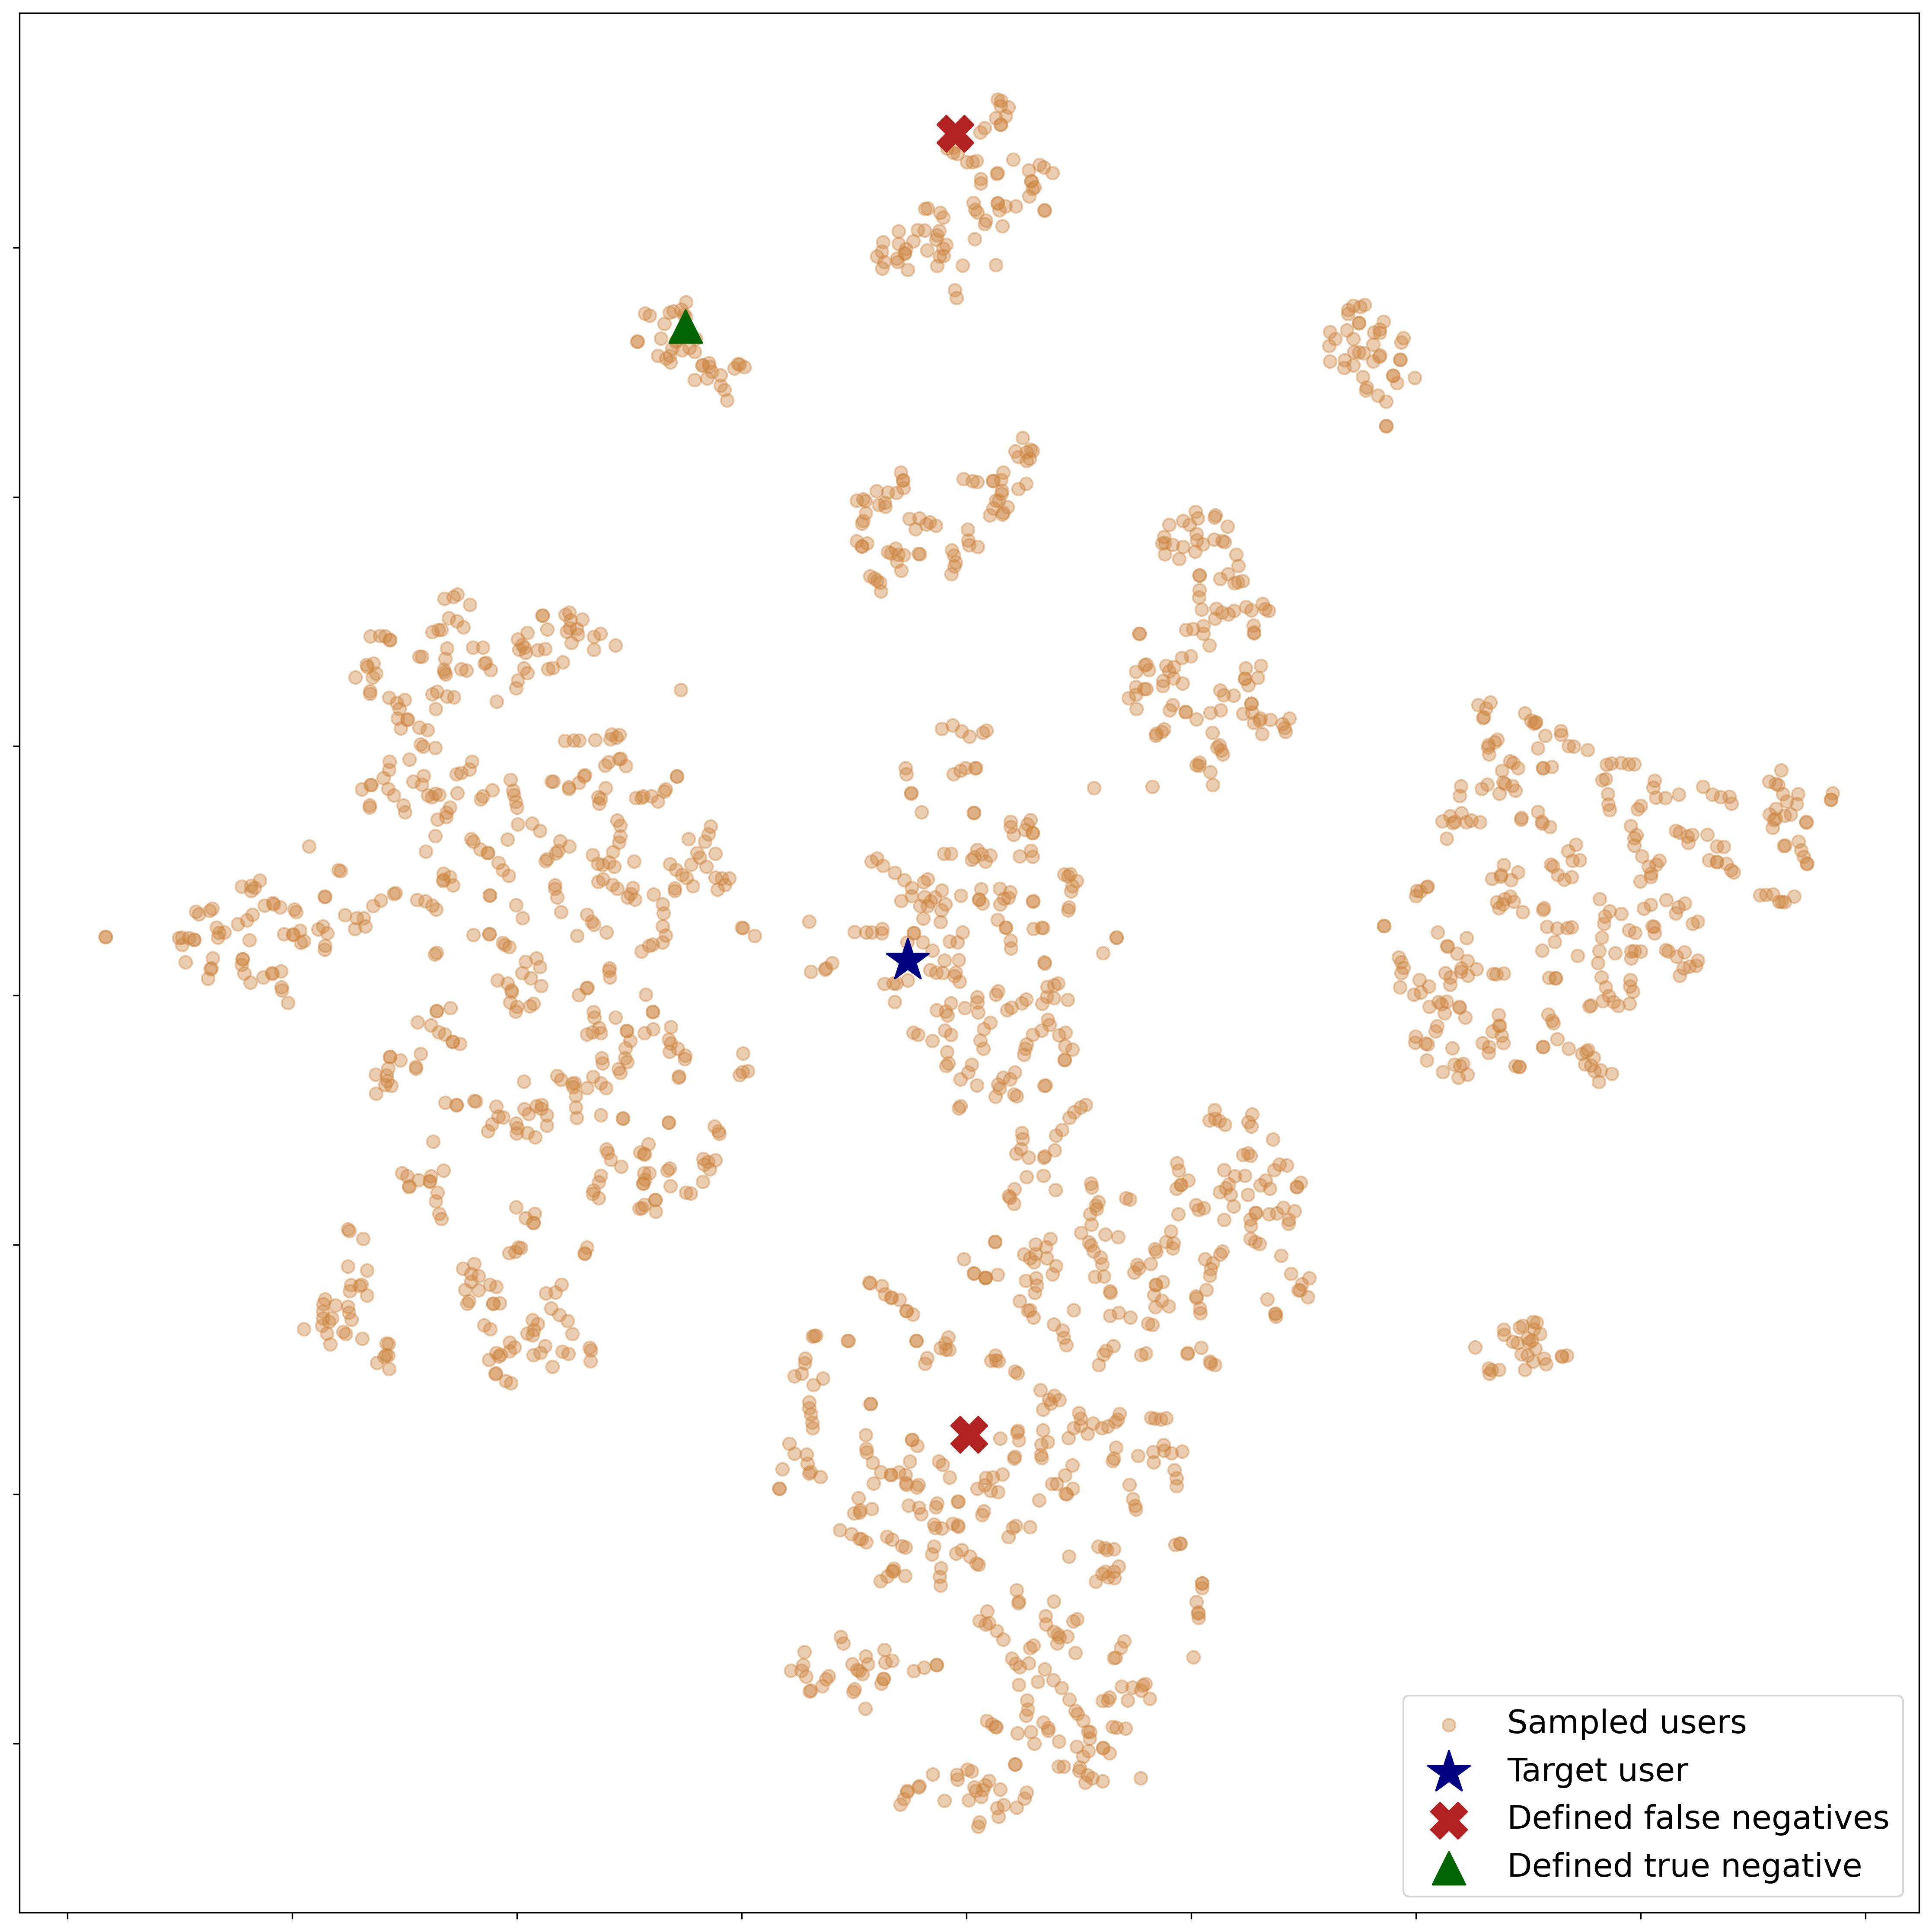 Sampled users
Target user
Defined false negatives
Defined true negative